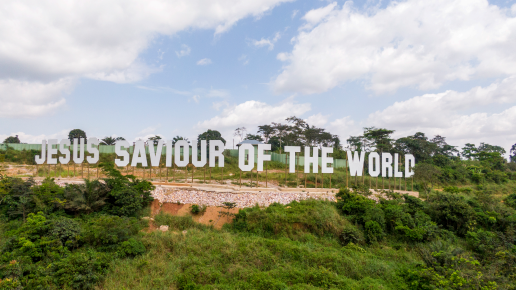 JESUS SAVIOUR OF THE WORLD